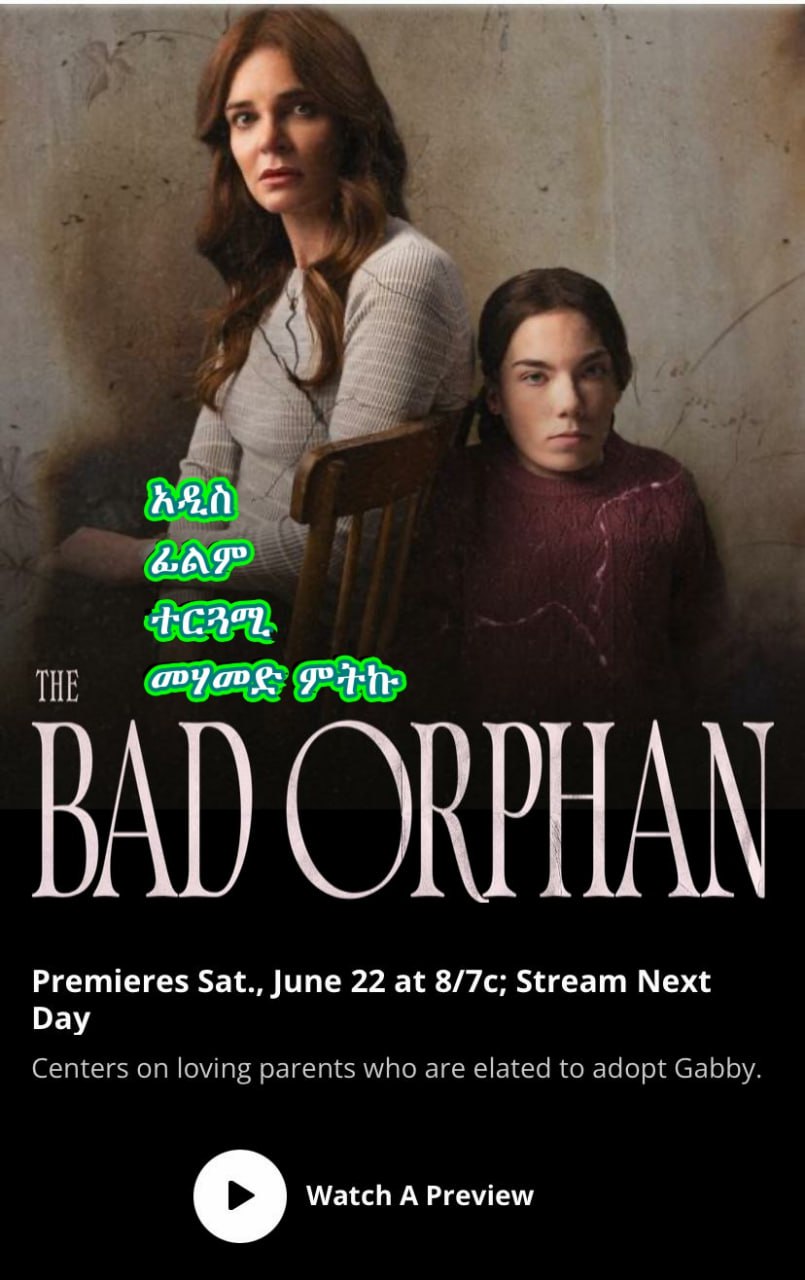 አዲስ
ፊልም
ተርጓሚ
መሃመድ ምትኩ
THE
BAD ORPHAN
Premieres Sat., June 22 at 8/7c; Stream Next
Day
Centers on loving parents who are elated to adopt Gabby.
Watch A Preview